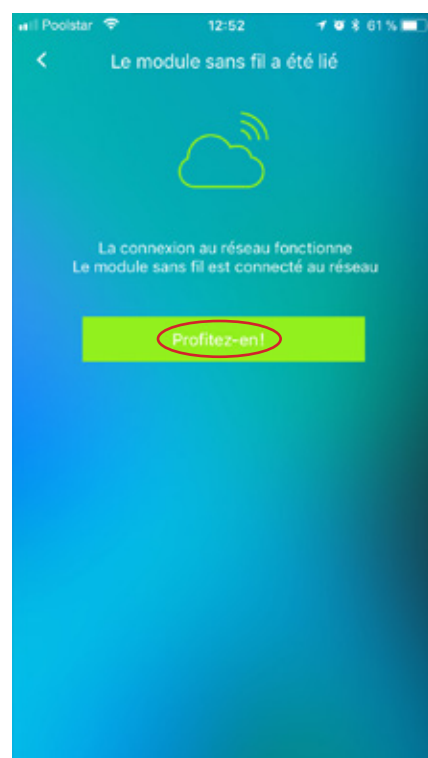 Poolstar 12:52 61 %
Le module sans fil a été lié
La connexion au réseau fonctionne
Le module sans fil est connecté au réseau
Profitez-en!